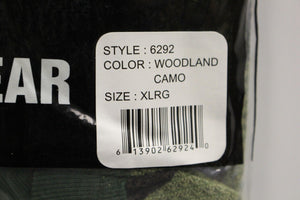 STYLE : 6292
COLOR : WOODLAND
CAMO
SIZE : XLRG
EAR
6 13902 62924 0